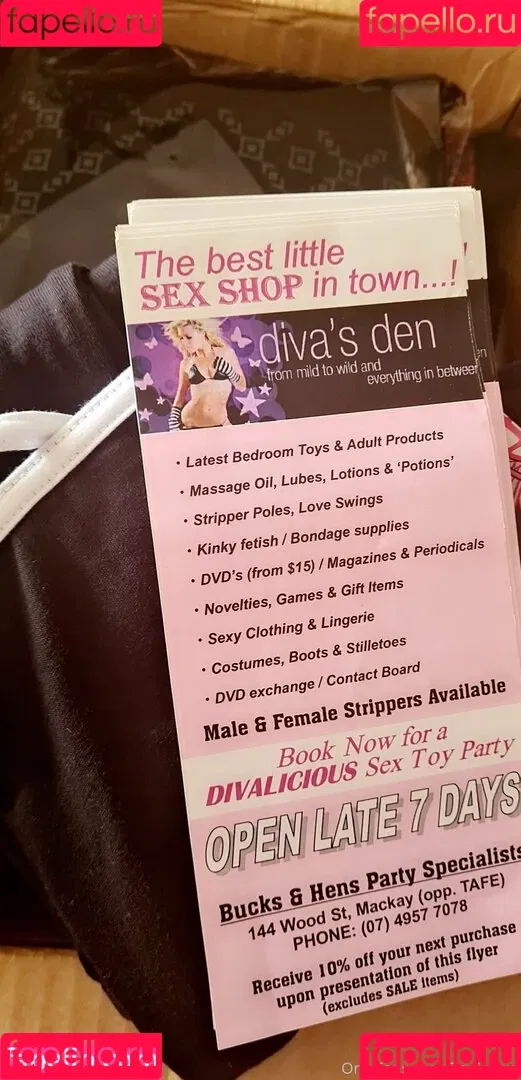 fapello.ru fapello.ru
The best little
SEX SHOP in town...!
diva's den
from mild to wild and
everything in between
• Latest Bedroom Toys & Adult Products
• Massage Oil, Lubes, Lotions & 'Potions'
• Stripper Poles, Love Swings
• Kinky fetish / Bondage supplies
• DVD's (from $15) / Magazines & Periodicals
• Novelties, Games & Gift Items
• Sexy Clothing & Lingerie
• Costumes, Boots & Stilletoes
• DVD exchange / Contact Board
Male & Female Strippers Available
Book Now for a
DIVALICIOUS Sex Toy Party
OPEN LATE 7 DAYS
Bucks & Hens Party Specialists
144 Wood St, Mackay (opp. TAFE)
PHONE: (07) 4957 7078
Receive 10% off your next purchase
upon presentation of this flyer
(excludes SALE items)
fapello.ru fapello.ru